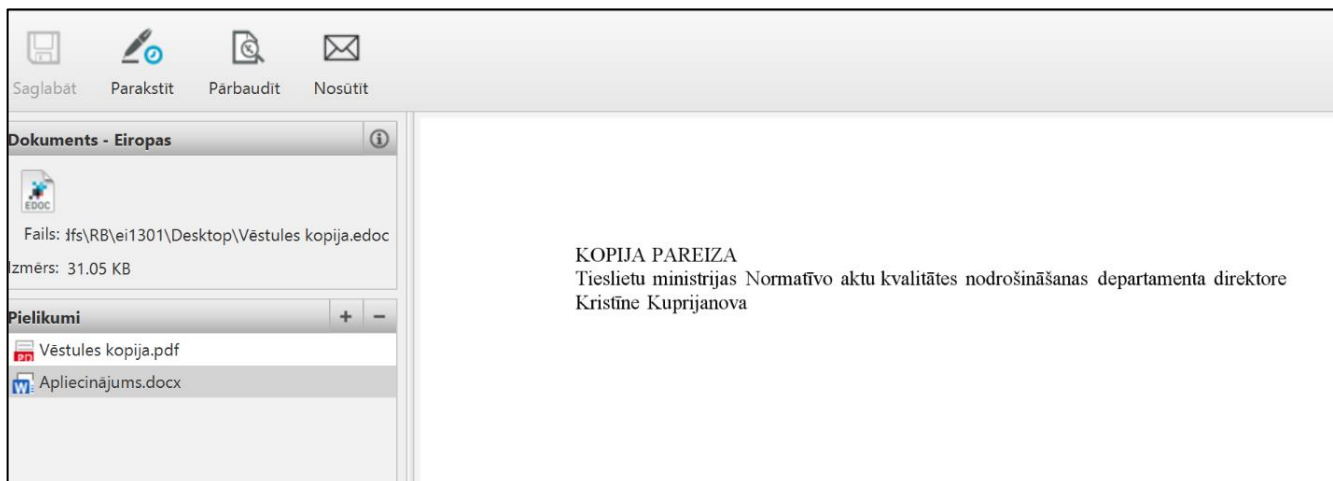 Saglabāt
Parakstīt
Pārbaudīt
Nosūtīt
Dokuments - Eiropas
EDOC
Fails: dfs\RB\ei1301\Desktop\Vēstules kopija.edoc
Izmērs: 31.05 KB
Pielikumi
Vēstules kopija.pdf
Apliecinājums.docx
KOPIJA PAREIZA
Tieslietu ministrijas Normatīvo aktu kvalitātes nodrošināšanas departamenta direktore
Kristīne Kuprijanova